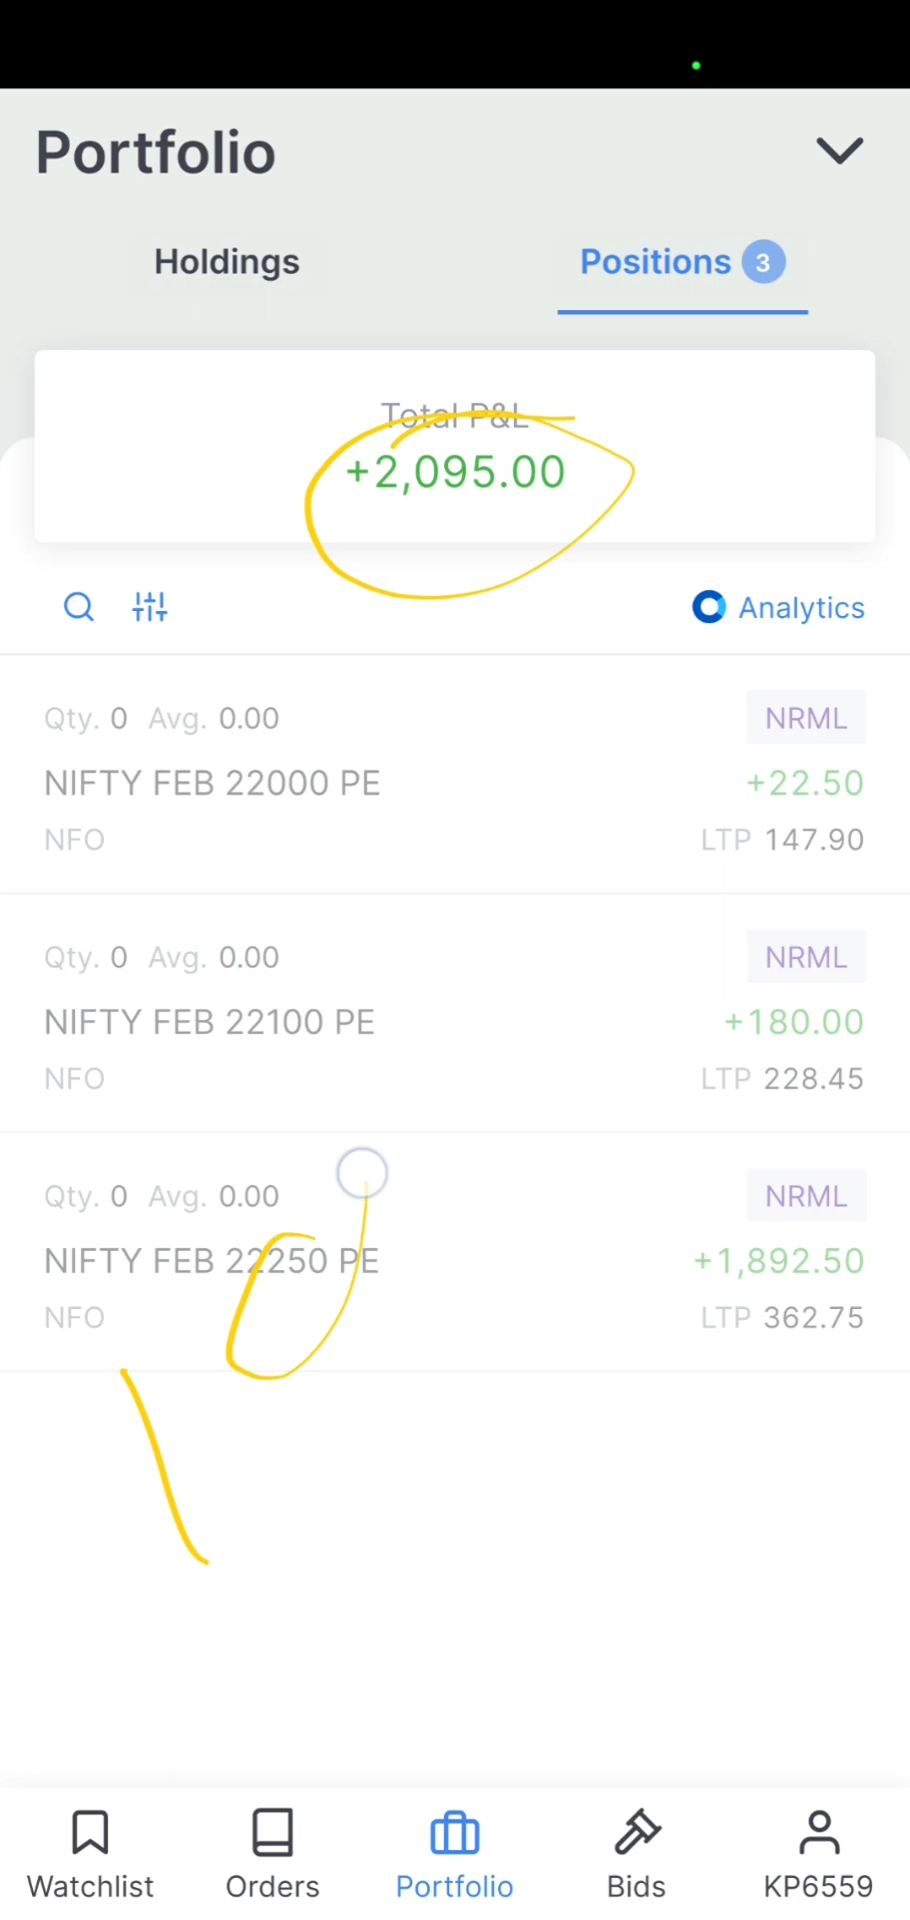 Portfolio
Holdings
Positions 3
Total P&L
+2,095.00
Analytics
Qty. 0 Avg. 0.00 NRML
NIFTY FEB 22000 PE +22.50
NFO LTP 147.90
Qty. 0 Avg. 0.00 NRML
NIFTY FEB 22100 PE +180.00
NFO LTP 228.45
Qty. 0 Avg. 0.00 NRML
NIFTY FEB 22250 PE +1,892.50
NFO LTP 362.75
Watchlist Orders Portfolio Bids KP6559